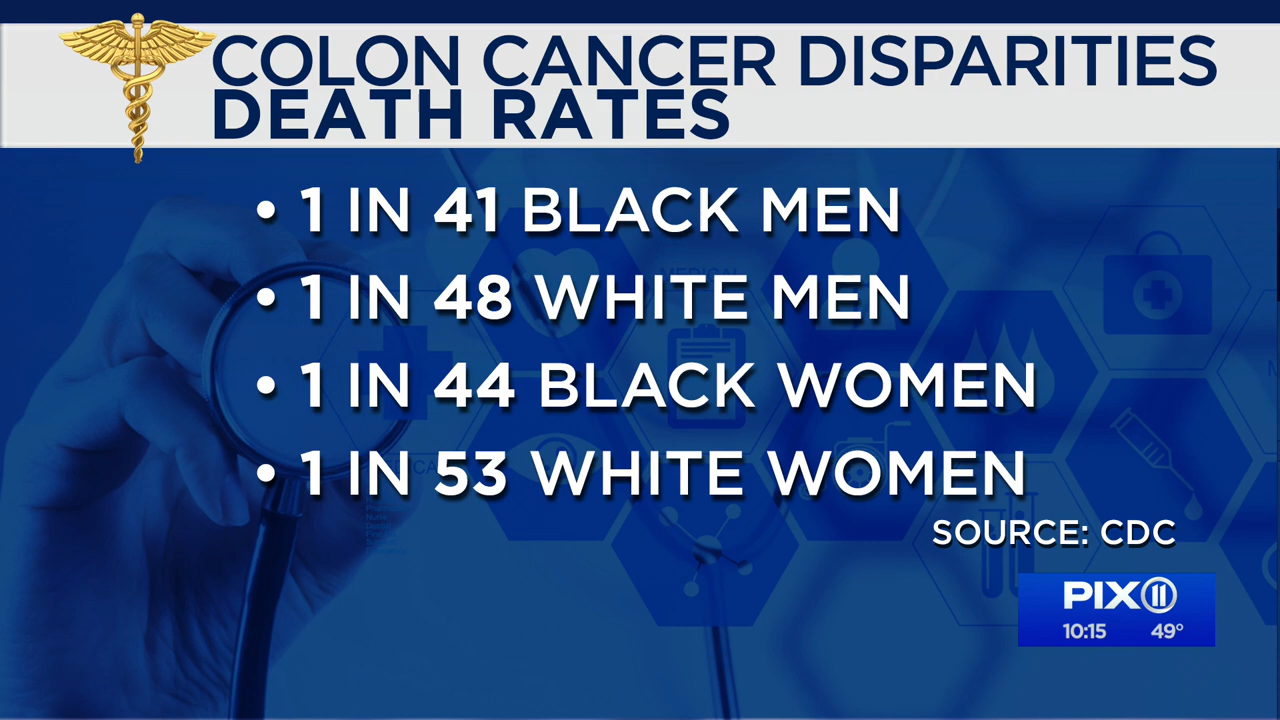 COLON CANCER DISPARITIES
DEATH RATES
• 1 IN 41 BLACK MEN
• 1 IN 48 WHITE MEN
• 1 IN 44 BLACK WOMEN
• 1 IN 53 WHITE WOMEN
SOURCE: CDC
PIX11
10:15 49°
MEDICAL